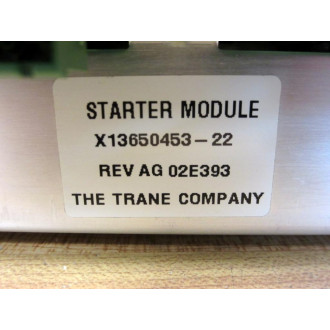 STARTER MODULE
X13650453-22
REV AG 02E393
THE TRANE COMPANY